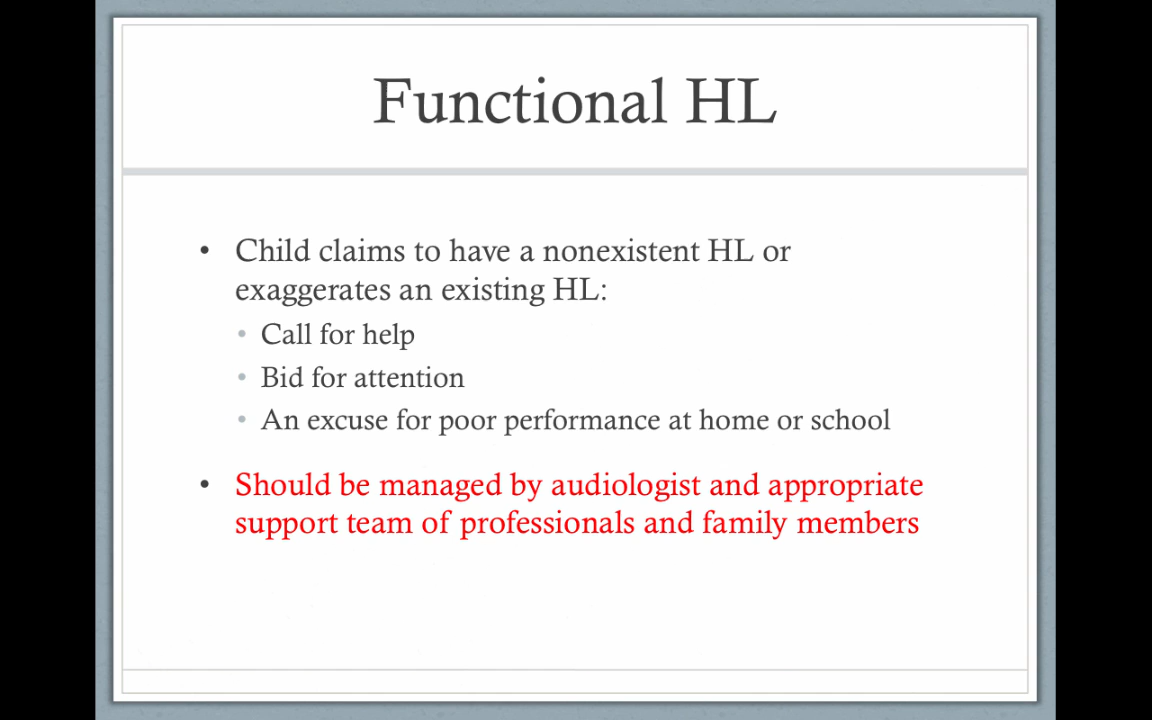 Functional HL
• Child claims to have a nonexistent HL or
exaggerates an existing HL:
• Call for help
• Bid for attention
• An excuse for poor performance at home or school
• Should be managed by audiologist and appropriate
support team of professionals and family members